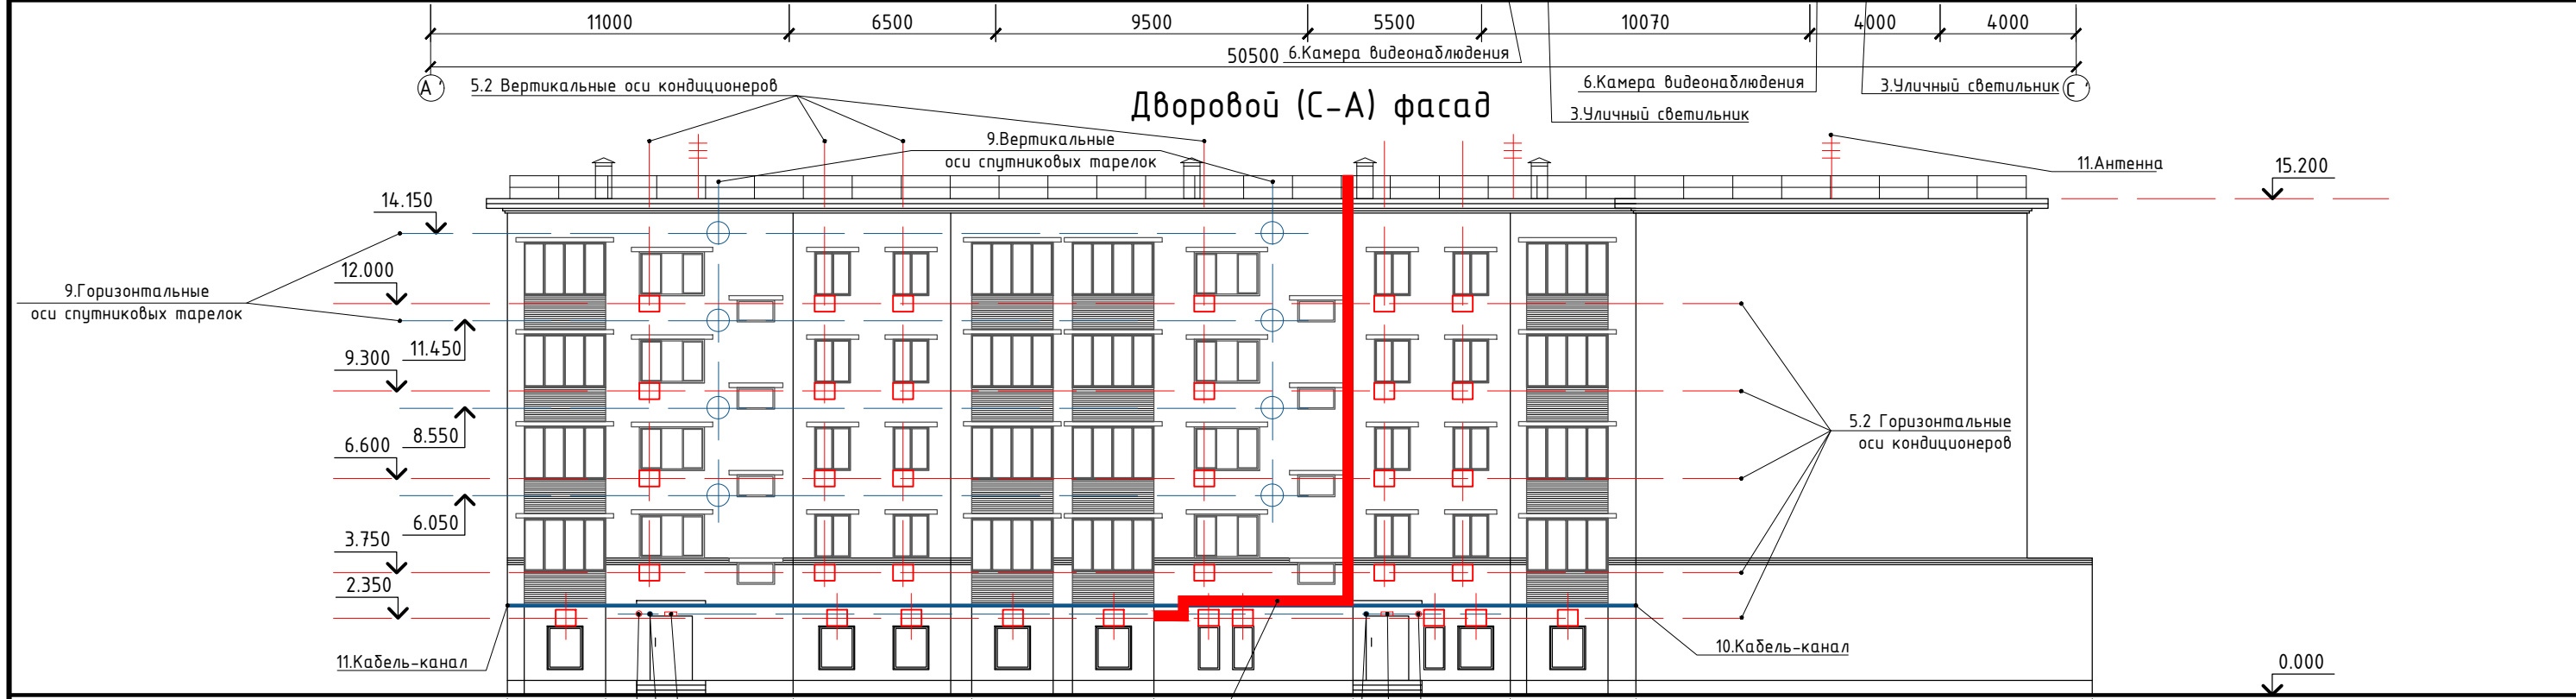 11000 6500 9500 5500 10070 4000 4000
50500 6.Камера видеонаблюдения
А' 5.2 Вертикальные оси кондиционеров 6.Камера видеонаблюдения 3.Уличный светильник С'
Дворовой (С-А) фасад
3.Уличный светильник
9.Вертикальные
оси спутниковых тарелок
11.Антенна
15.200
14.150
12.000
9.Горизонтальные
оси спутниковых тарелок
11.450
9.300
8.550
5.2 Горизонтальные
оси кондиционеров
6.600
6.050
3.750
2.350
11.Кабель-канал
10.Кабель-канал
0.000